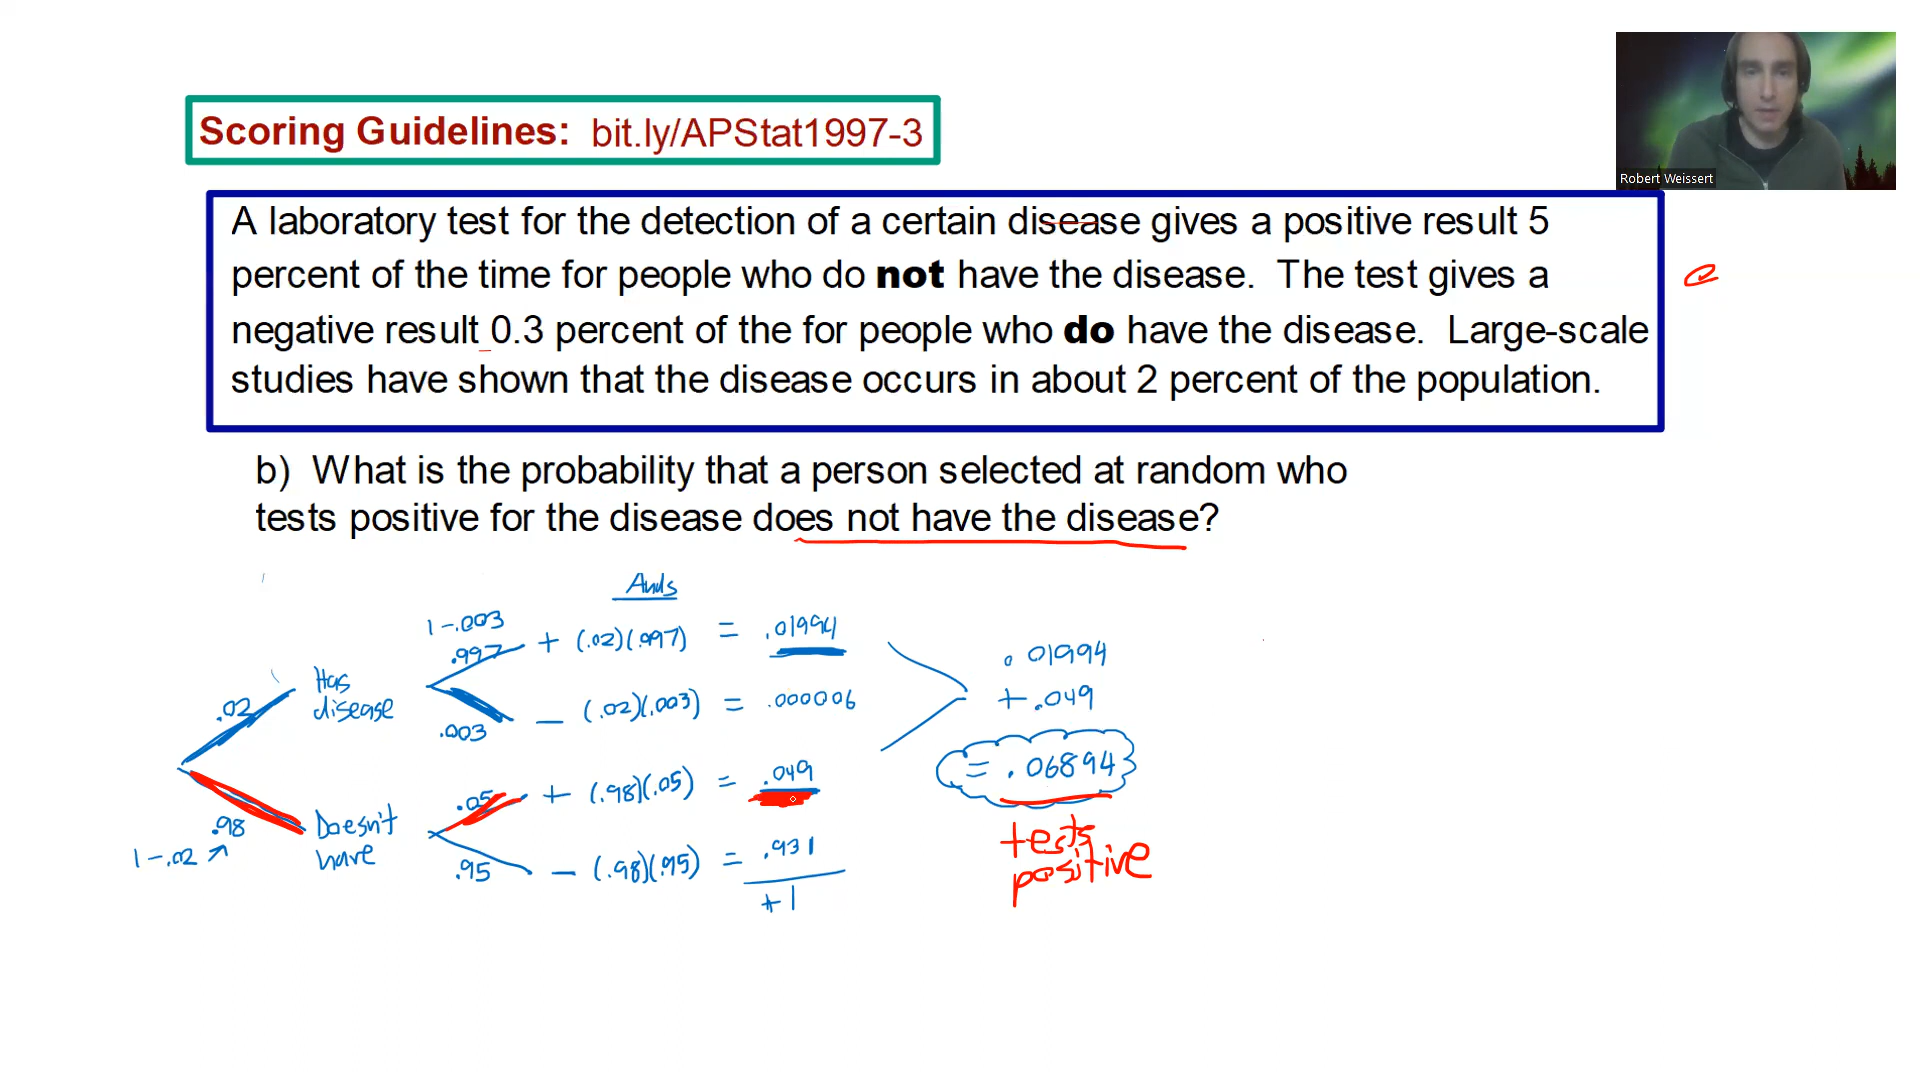 Robert Weissert
Scoring Guidelines: bit.ly/APStat1997-3
A laboratory test for the detection of a certain disease gives a positive result 5
percent of the time for people who do not have the disease. The test gives a
negative result 0.3 percent of the for people who do have the disease. Large-scale
studies have shown that the disease occurs in about 2 percent of the population.
b) What is the probability that a person selected at random who
tests positive for the disease does not have the disease?
Ands
1-.003
.997 + (.02)(.997) = .01994
.02 Has
disease
.003 - (.02)(.003) = .000006
.05 + (.98)(.05) = .049
.98 Doesn't
1-.02 have
.95 - (.98)(.95) = .931
+1
.01994
+.049
= .06894
tests
positive